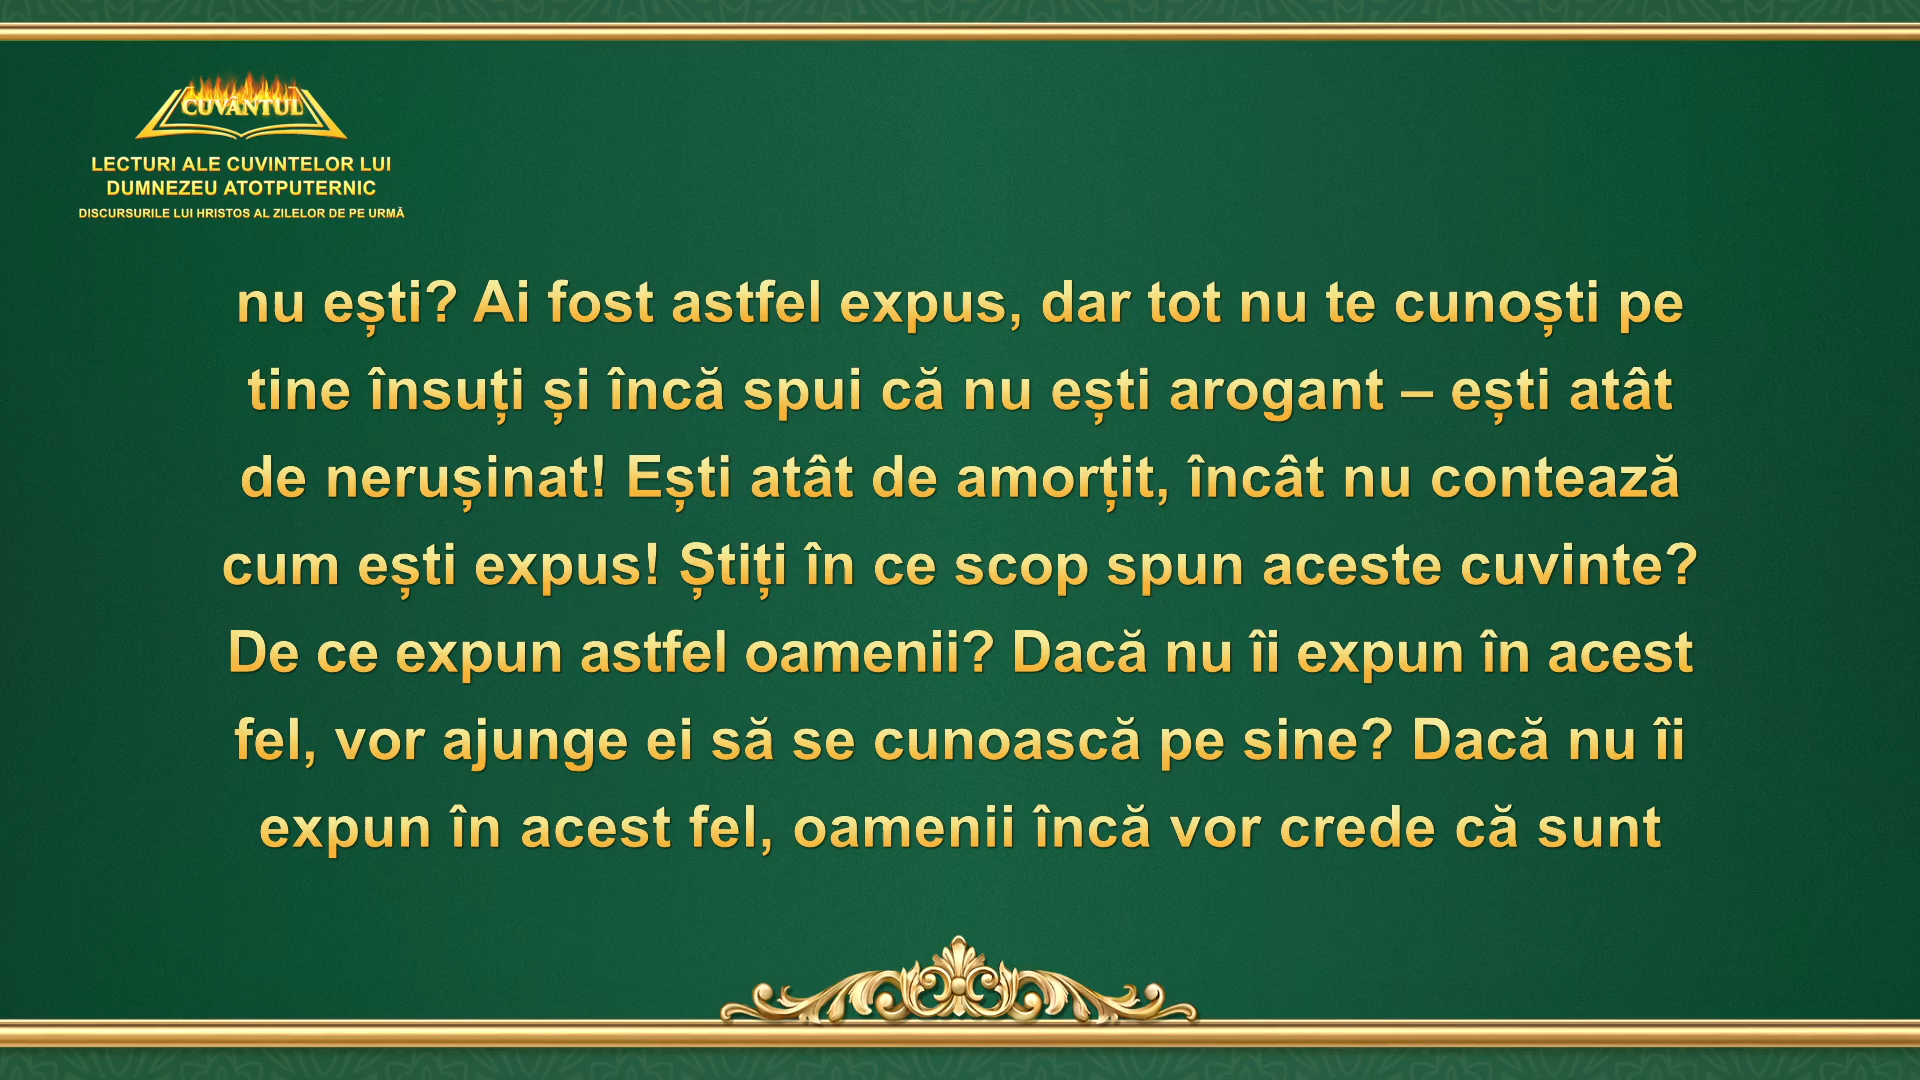 CUVÂNTUL
LECTURI ALE CUVINTELOR LUI
DUMNEZEU ATOTPUTERNIC
DISCURSURILE LUI HRISTOS AL ZILELOR DE PE URMĂ
nu ești? Ai fost astfel expus, dar tot nu te cunoști pe
tine însuți și încă spui că nu ești arogant – ești atât
de nerușinat! Ești atât de amorțit, încât nu contează
cum ești expus! Știți în ce scop spun aceste cuvinte?
De ce expun astfel oamenii? Dacă nu îi expun în acest
fel, vor ajunge ei să se cunoască pe sine? Dacă nu îi
expun în acest fel, oamenii încă vor crede că sunt